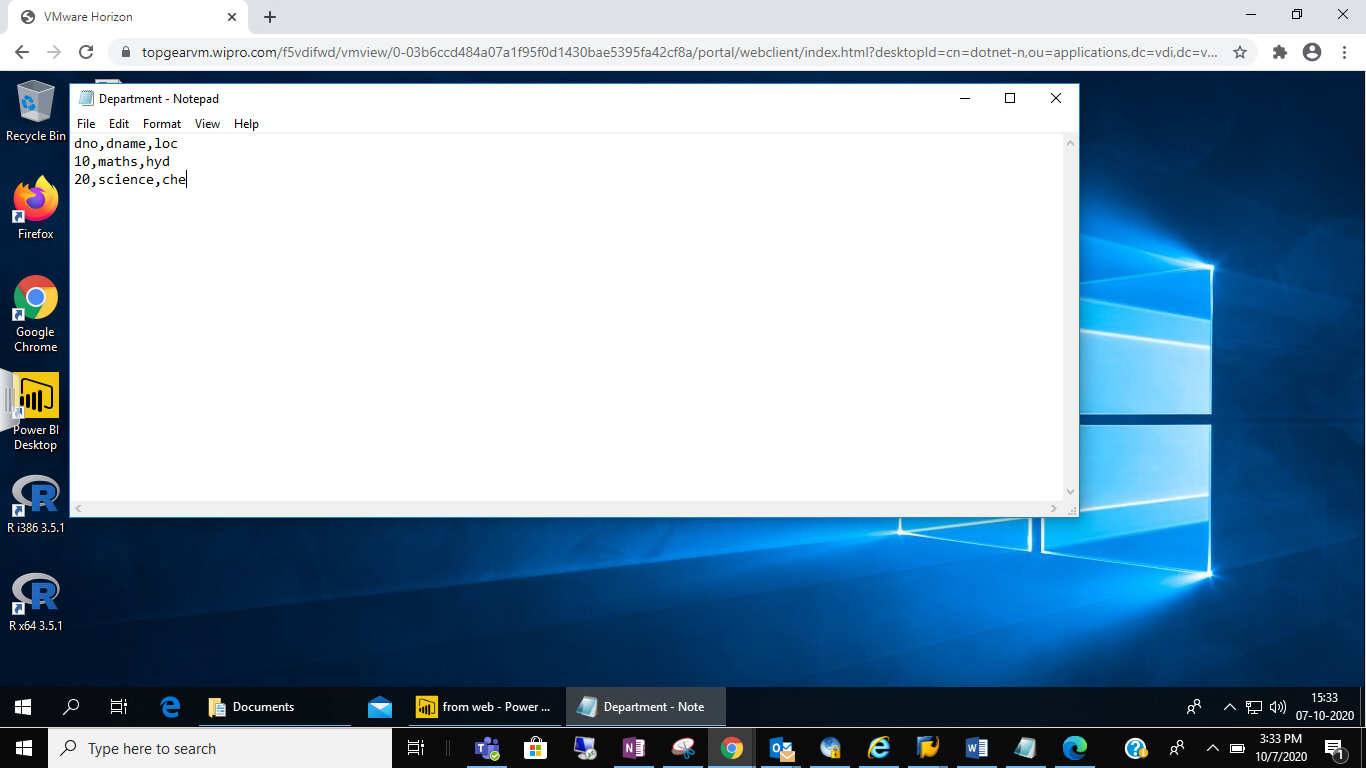 VMware Horizon
topgearvm.wipro.com/f5vdifwd/vmview/0-03b6ccd484a07a1f95f0d1430bae5395fa42cf8a/portal/webclient/index.html?desktopId=cn=dotnet-n,ou=applications,dc=vdi,dc=v...
Recycle Bin
Firefox
Google
Chrome
Power BI
Desktop
R i386 3.5.1
R x64 3.5.1
Department - Notepad
File Edit Format View Help
dno,dname,loc
10,maths,hyd
20,science,che
Documents
from web - Power ...
Department - Note
15:33
07-10-2020
Type here to search
3:33 PM
10/7/2020
1